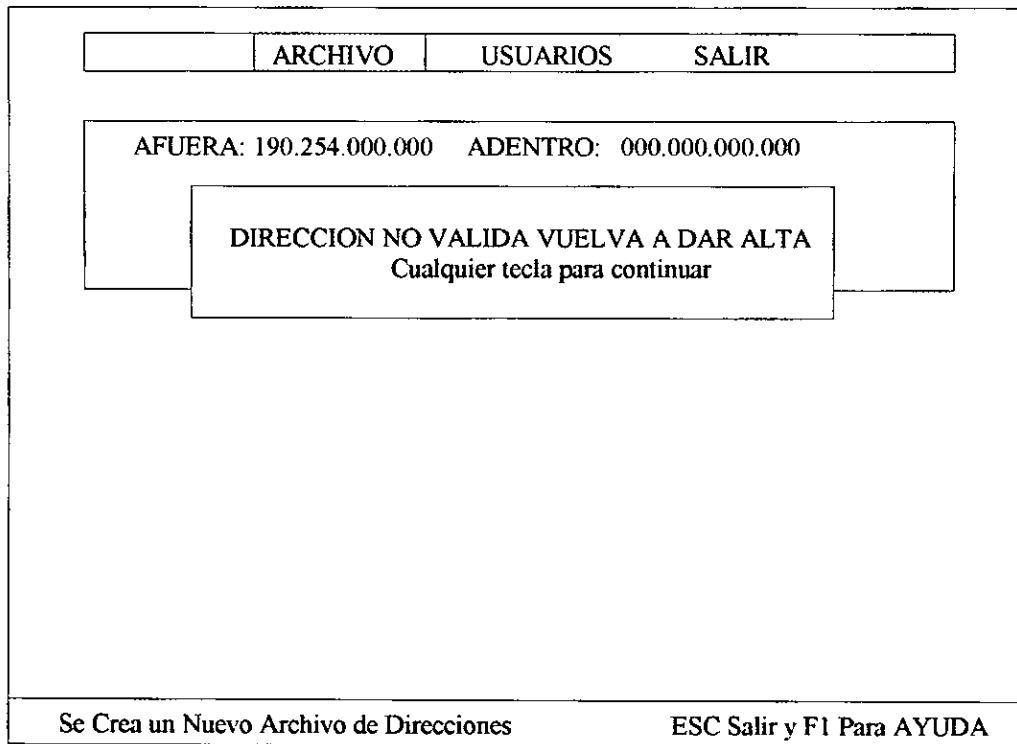 ARCHIVO USUARIOS SALIR
AFUERA: 190.254.000.000 ADENTRO: 000.000.000.000
DIRECCION NO VALIDA VUELVA A DAR ALTA
Cualquier tecla para continuar
Se Crea un Nuevo Archivo de Direcciones ESC Salir y F1 Para AYUDA